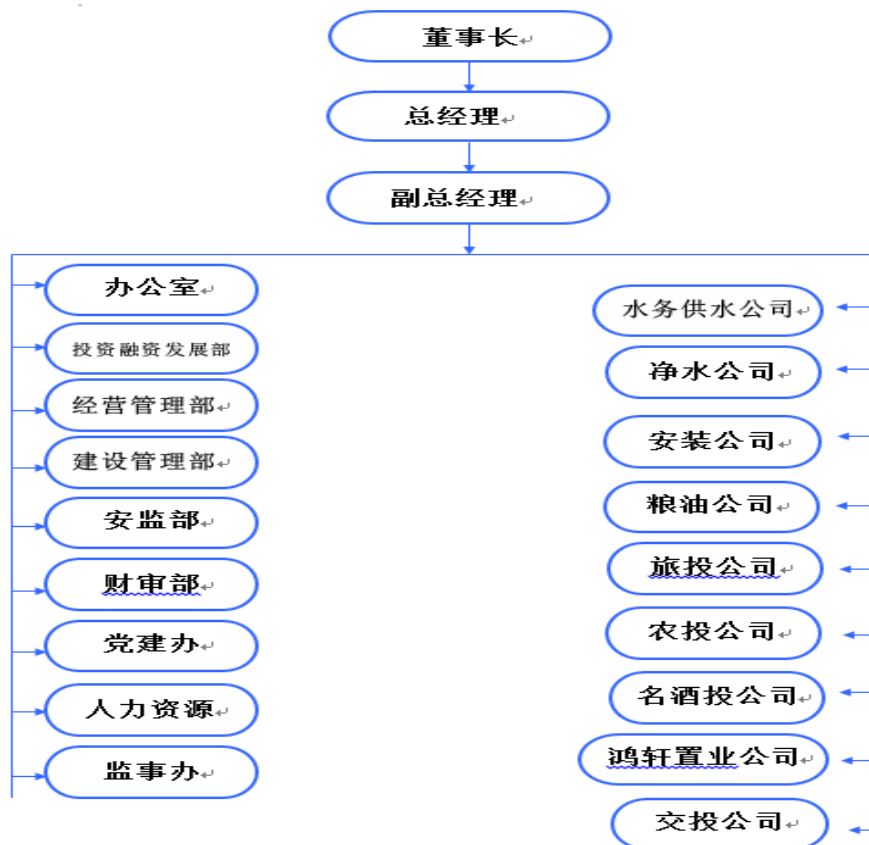 董事长
总经理
副总经理
办公室
投资融资发展部
经营管理部
建设管理部
安监部
财审部
党建办
人力资源
监事办
水务供水公司
净水公司
安装公司
粮油公司
旅投公司
农投公司
名酒投公司
鸿轩置业公司
交投公司